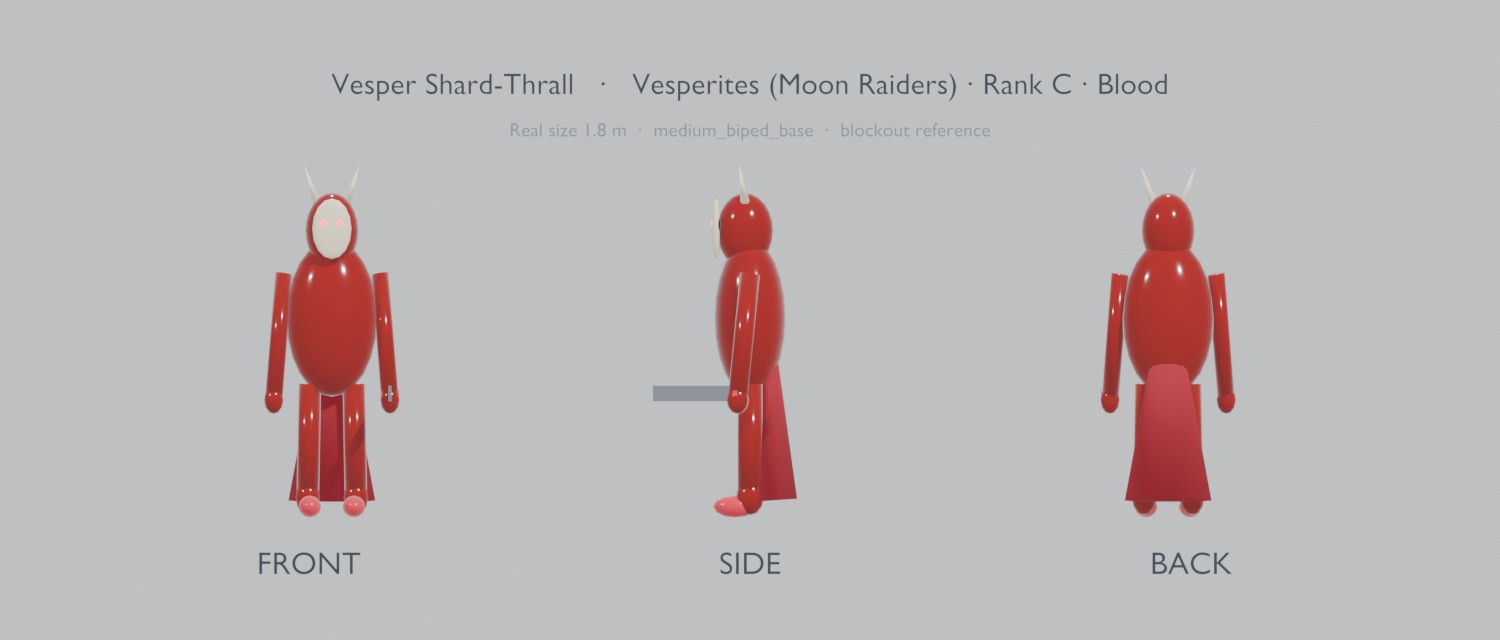 Vesper Shard-Thrall · Vesperites (Moon Raiders) · Rank C · Blood
Real size 1.8 m · medium_biped_base · blockout reference
FRONT SIDE BACK